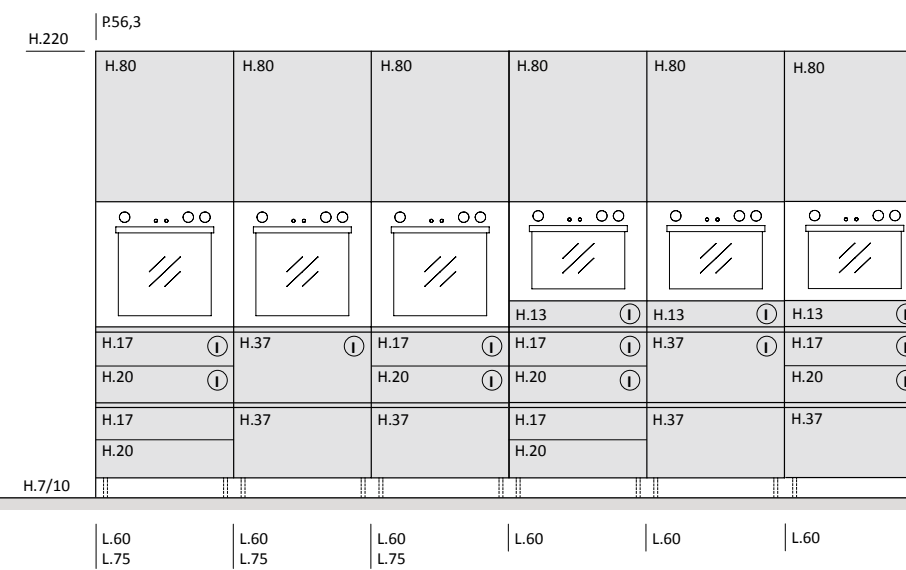 P.56,3
H.220
H.80 H.80 H.80 H.80 H.80 H.80
H.13 H.13 H.13
H.17 H.37 H.17 H.17 H.37 H.17
H.20 H.20 H.20 H.20
H.17 H.37 H.37 H.17 H.37 H.37
H.20 H.20
H.7/10
L.60 L.60 L.60 L.60 L.60 L.60
L.75 L.75 L.75